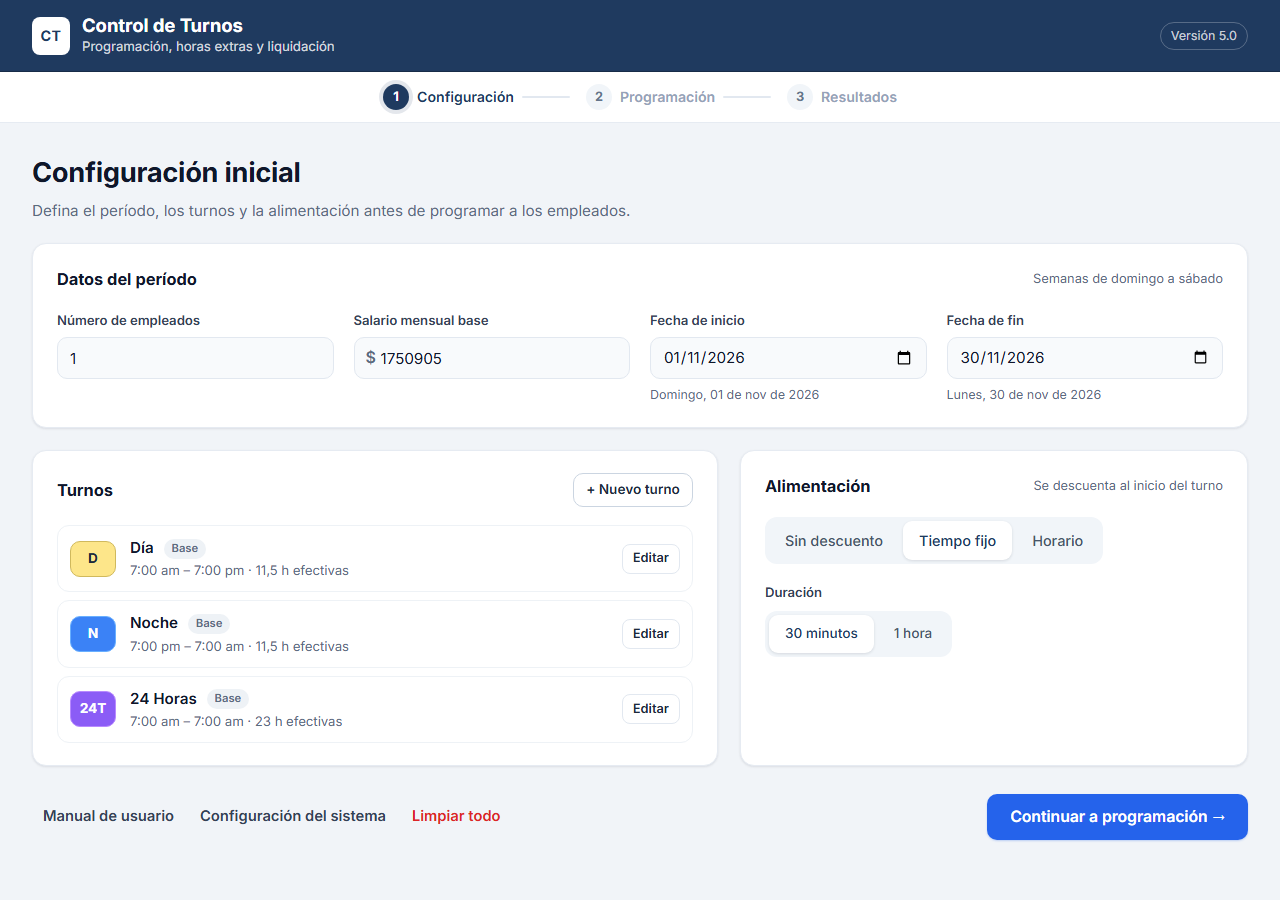 CT
Control de Turnos
Programación, horas extras y liquidación
Versión 5.0
1 Configuración
2 Programación
3 Resultados
Configuración inicial
Defina el período, los turnos y la alimentación antes de programar a los empleados.
Datos del período
Semanas de domingo a sábado
Número de empleados
Salario mensual base
Fecha de inicio
Fecha de fin
1
$ 1750905
01/11/2026
30/11/2026
Domingo, 01 de nov de 2026
Lunes, 30 de nov de 2026
Turnos
+ Nuevo turno
D
Día Base
7:00 am – 7:00 pm · 11,5 h efectivas
Editar
N
Noche Base
7:00 pm – 7:00 am · 11,5 h efectivas
Editar
24T
24 Horas Base
7:00 am – 7:00 am · 23 h efectivas
Editar
Alimentación
Se descuenta al inicio del turno
Sin descuento
Tiempo fijo
Horario
Duración
30 minutos
1 hora
Manual de usuario
Configuración del sistema
Limpiar todo
Continuar a programación →